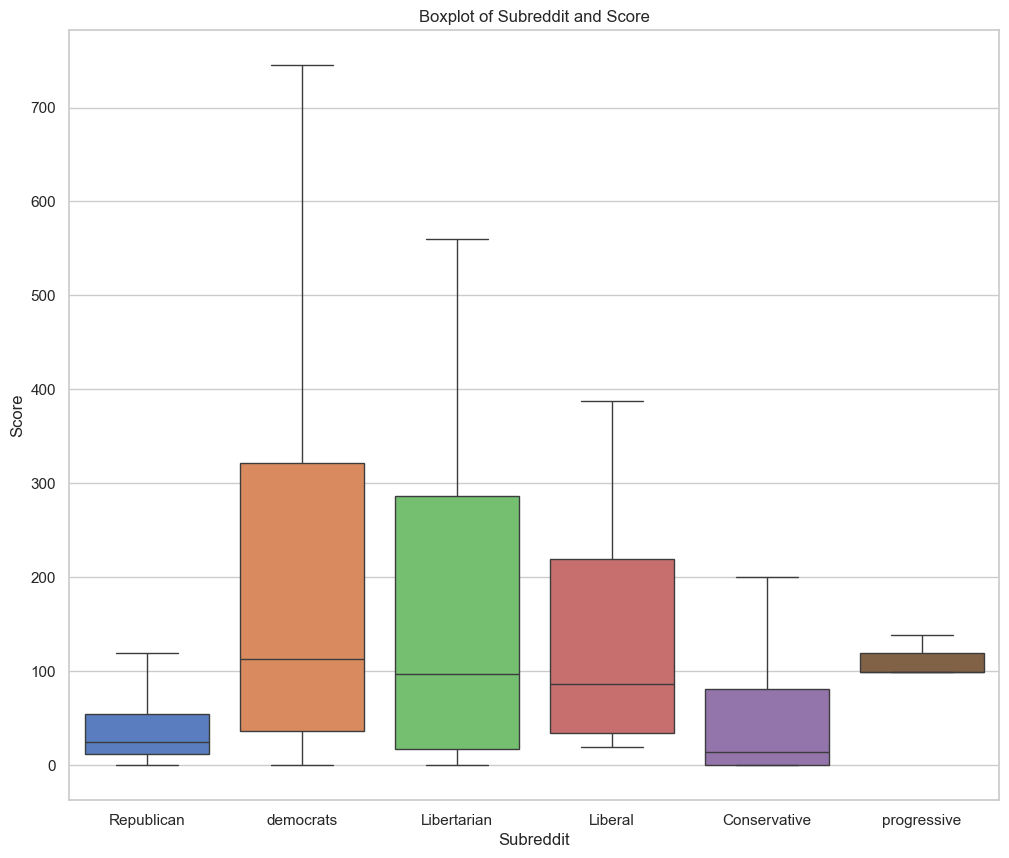 Boxplot of Subreddit and Score
Score
700
600
500
400
300
200
100
0
Republican democrats Libertarian Liberal Conservative progressive
Subreddit